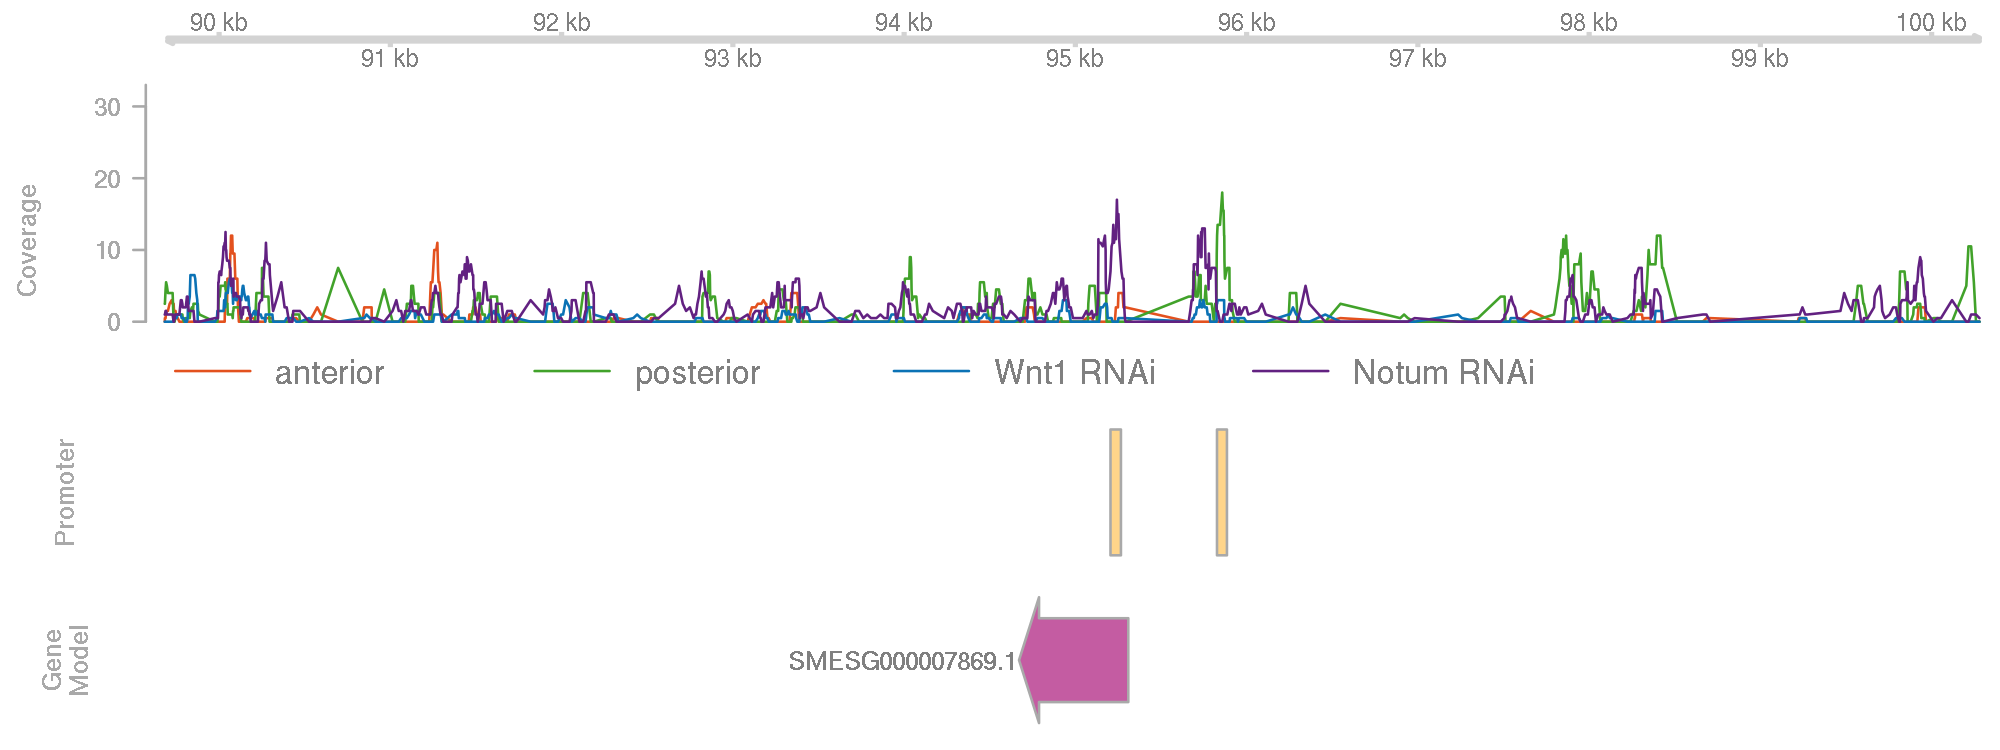 90 kb 92 kb 94 kb 96 kb 98 kb 100 kb
91 kb 93 kb 95 kb 97 kb 99 kb
30
20
10
0
Coverage
anterior posterior Wnt1 RNAi Notum RNAi
Promoter
SMESG000007869.1
Gene
Model